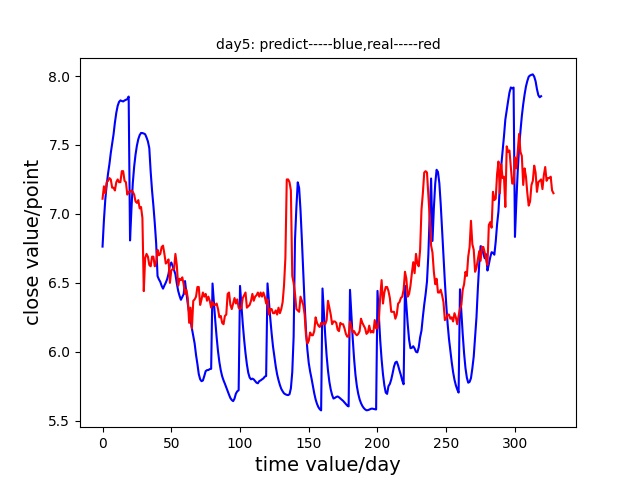 day5: predict-----blue,real-----red
8.0
7.5
7.0
6.5
6.0
5.5
close value/point
0 50 100 150 200 250 300
time value/day